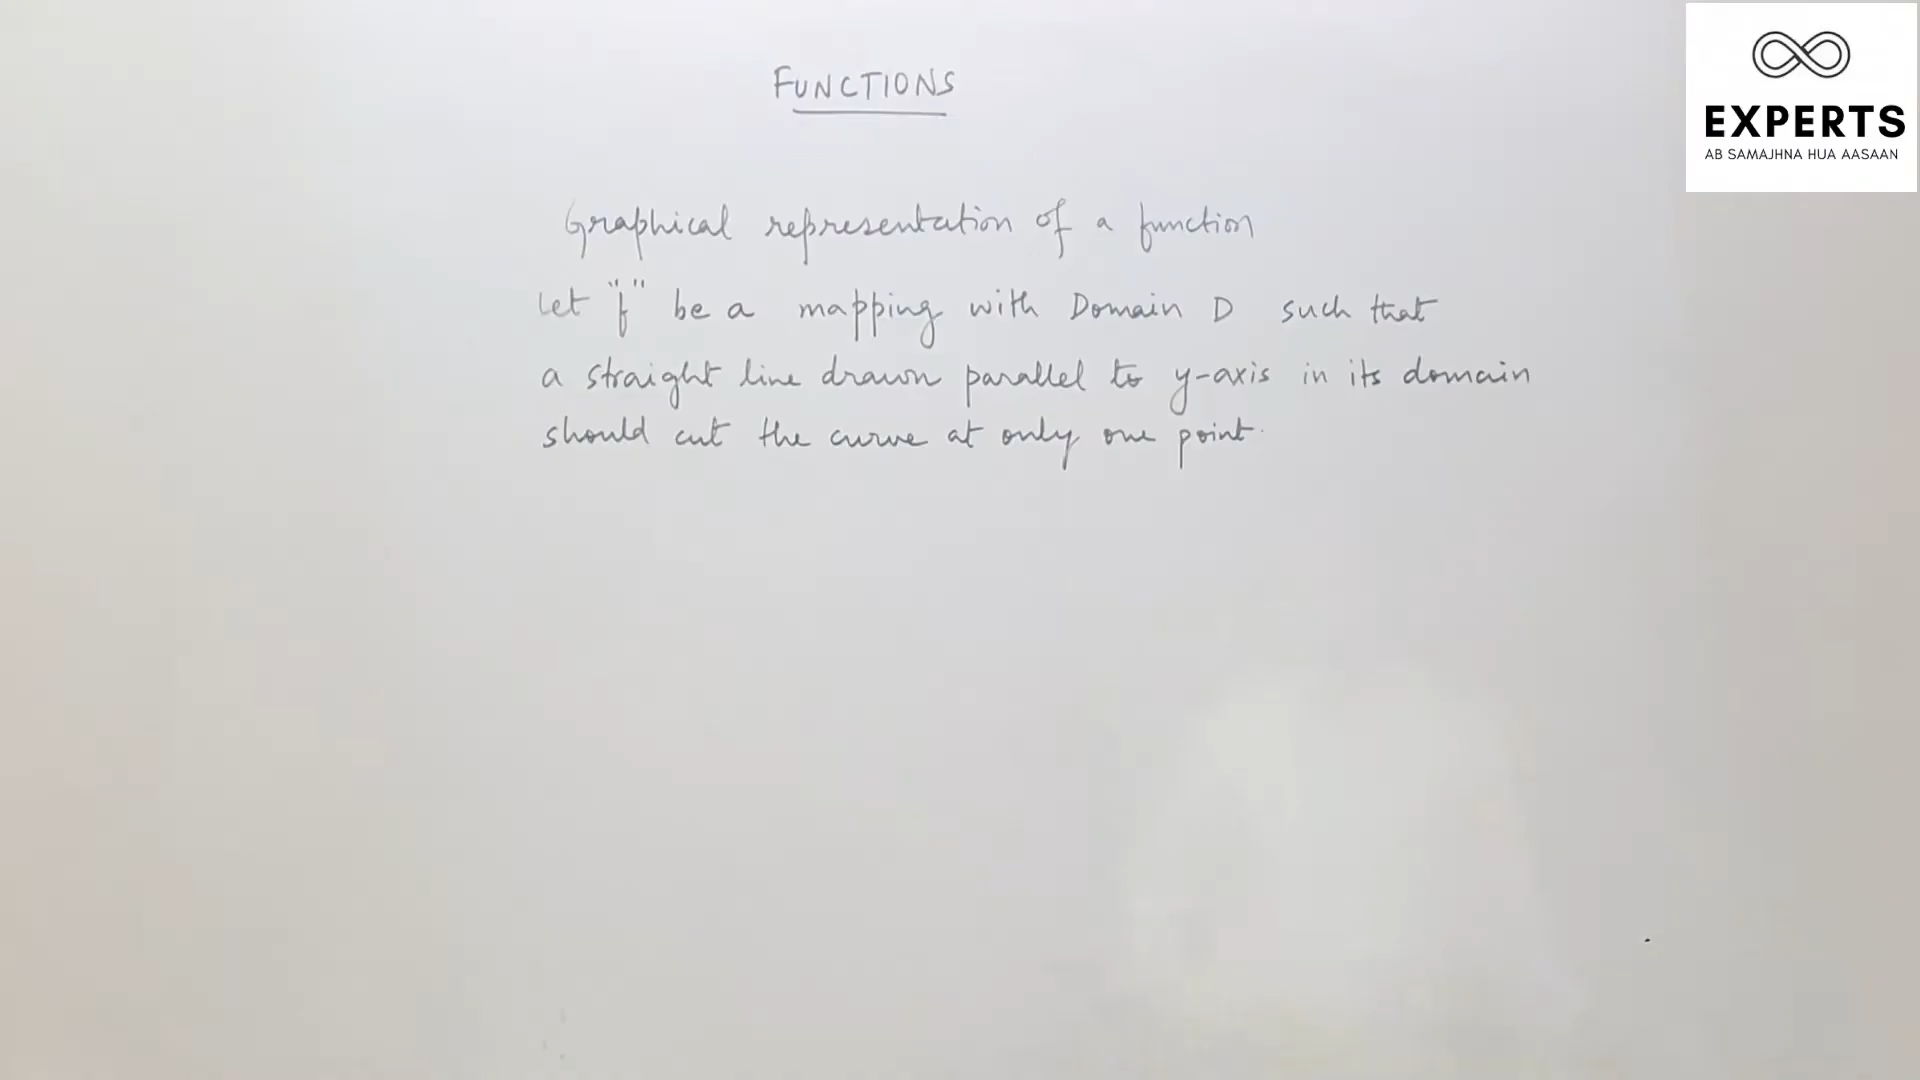 FUNCTIONS
EXPERTS
AB SAMAJHNA HUA AASAAN
Graphical representation of a function
Let "f" be a mapping with Domain D such that
a straight line drawn parallel to y-axis in its domain
should cut the curve at only one point.